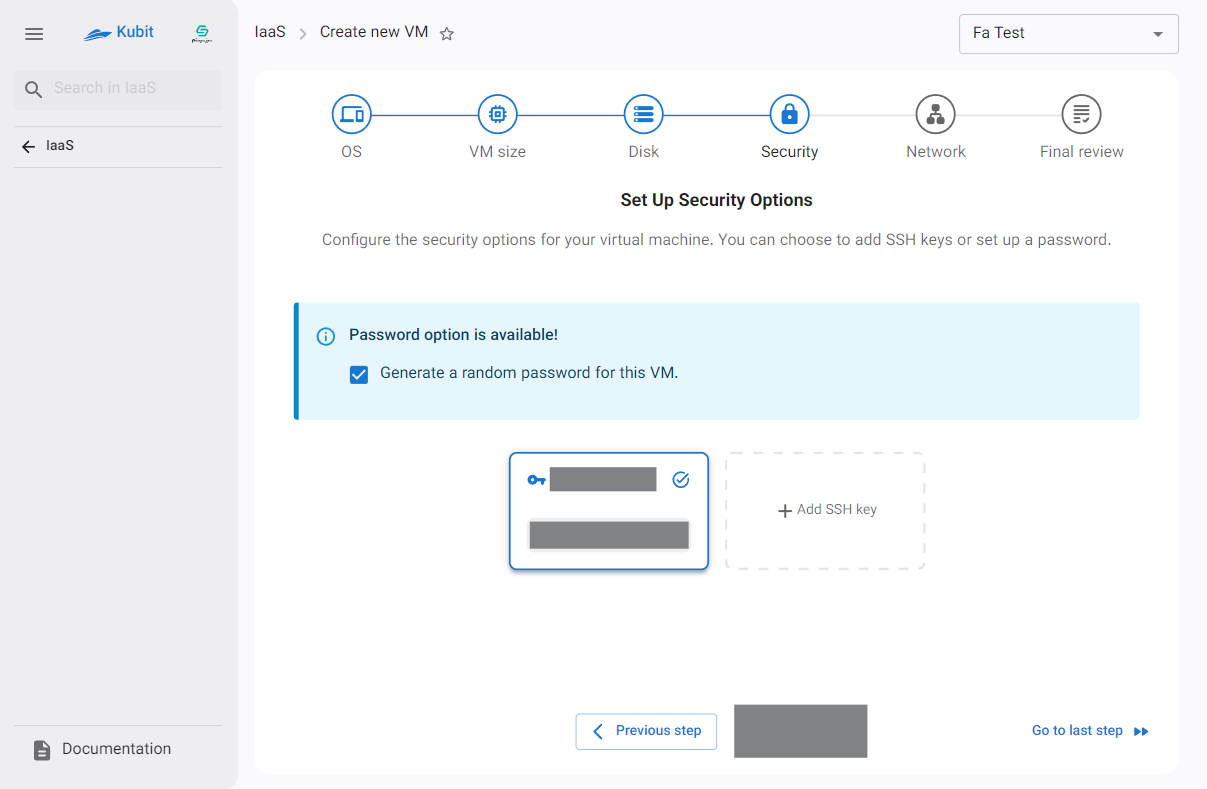 Kubit
IaaS
Create new VM
Fa Test
Search in IaaS
IaaS
OS
VM size
Disk
Security
Network
Final review
Set Up Security Options
Configure the security options for your virtual machine. You can choose to add SSH keys or set up a password.
Password option is available!
Generate a random password for this VM.
Add SSH key
Previous step
Go to last step
Documentation